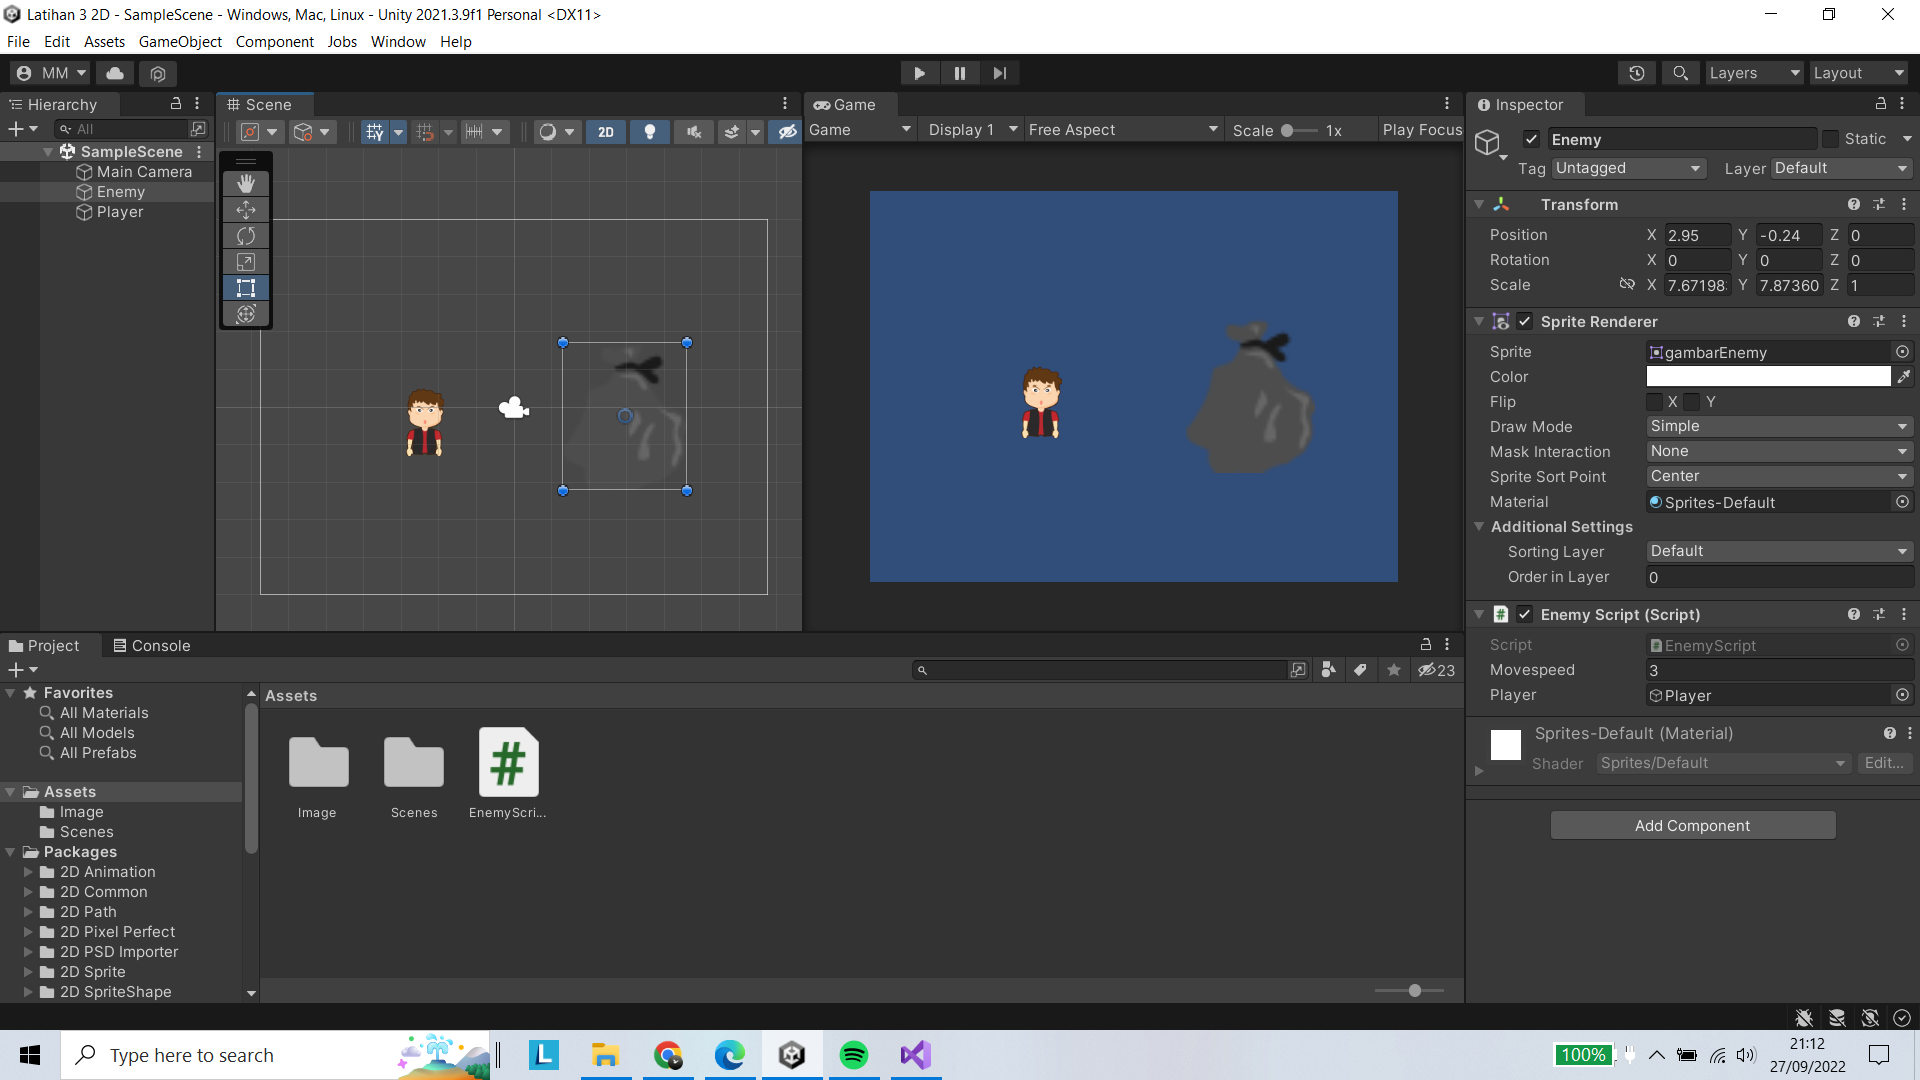 Latihan 3 2D - SampleScene - Windows, Mac, Linux - Unity 2021.3.9f1 Personal <DX11>
File Edit Assets GameObject Component Jobs Window Help
MM
Layers
Layout
Hierarchy
All
SampleScene
Main Camera
Enemy
Player
Scene
2D
Game
Game
Display 1
Free Aspect
Scale
1x
Play Focus
Inspector
Enemy
Static
Tag
Untagged
Layer
Default
Transform
Position X 2.95 Y -0.24 Z 0
Rotation X 0 Y 0 Z 0
Scale X 7.67198 Y 7.87360 Z 1
Sprite Renderer
Sprite gambarEnemy
Color
Flip X Y
Draw Mode Simple
Mask Interaction None
Sprite Sort Point Center
Material Sprites-Default
Additional Settings
Sorting Layer Default
Order in Layer 0
Enemy Script (Script)
Script EnemyScript
Movespeed 3
Player Player
Sprites-Default (Material)
Shader Sprites/Default Edit...
Add Component
Project
Console
23
Favorites
All Materials
All Models
All Prefabs
Assets
Image
Scenes
Packages
2D Animation
2D Common
2D Path
2D Pixel Perfect
2D PSD Importer
2D Sprite
2D SpriteShape
Assets
Image
Scenes
EnemyScri...
Type here to search
L
100%
21:12
27/09/2022